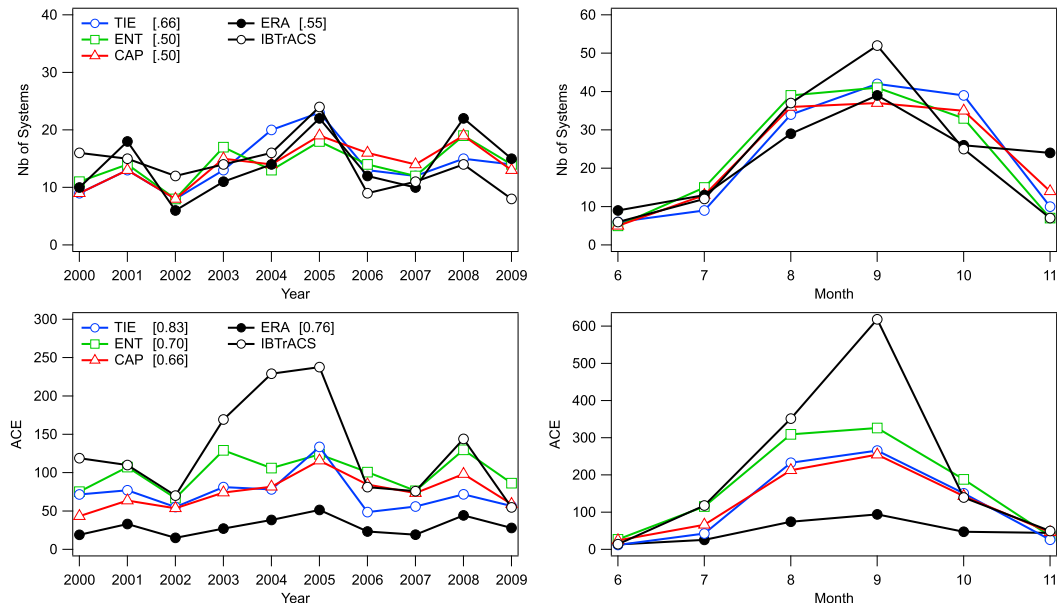 40
30
20
10
0
Nb of Systems
TIE [.66]
ENT [.50]
CAP [.50]
ERA [.55]
IBTrACS
2000 2001 2002 2003 2004 2005 2006 2007 2008 2009
Year
60
50
40
30
20
10
0
Nb of Systems
6 7 8 9 10 11
Month
300
250
200
150
100
50
0
ACE
TIE [0.83]
ENT [0.70]
CAP [0.66]
ERA [0.76]
IBTrACS
2000 2001 2002 2003 2004 2005 2006 2007 2008 2009
Year
600
500
400
300
200
100
0
ACE
6 7 8 9 10 11
Month